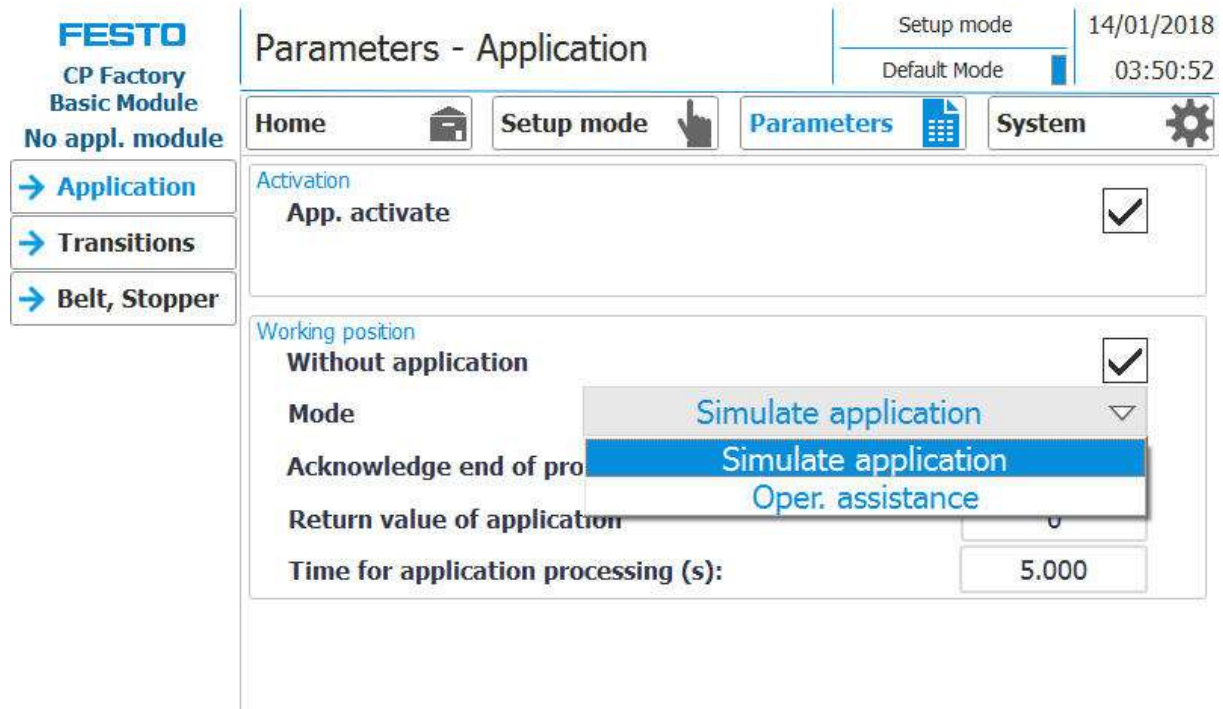 FESTO
CP Factory
Basic Module
No appl. module
Parameters - Application
Setup mode
Default Mode
14/01/2018
03:50:52
Home
Setup mode
Parameters
System
Application
Transitions
Belt, Stopper
Activation
App. activate
Working position
Without application
Mode
Simulate application
Simulate application
Oper. assistance
Acknowledge end of pro
Return value of application
0
Time for application processing (s):
5.000